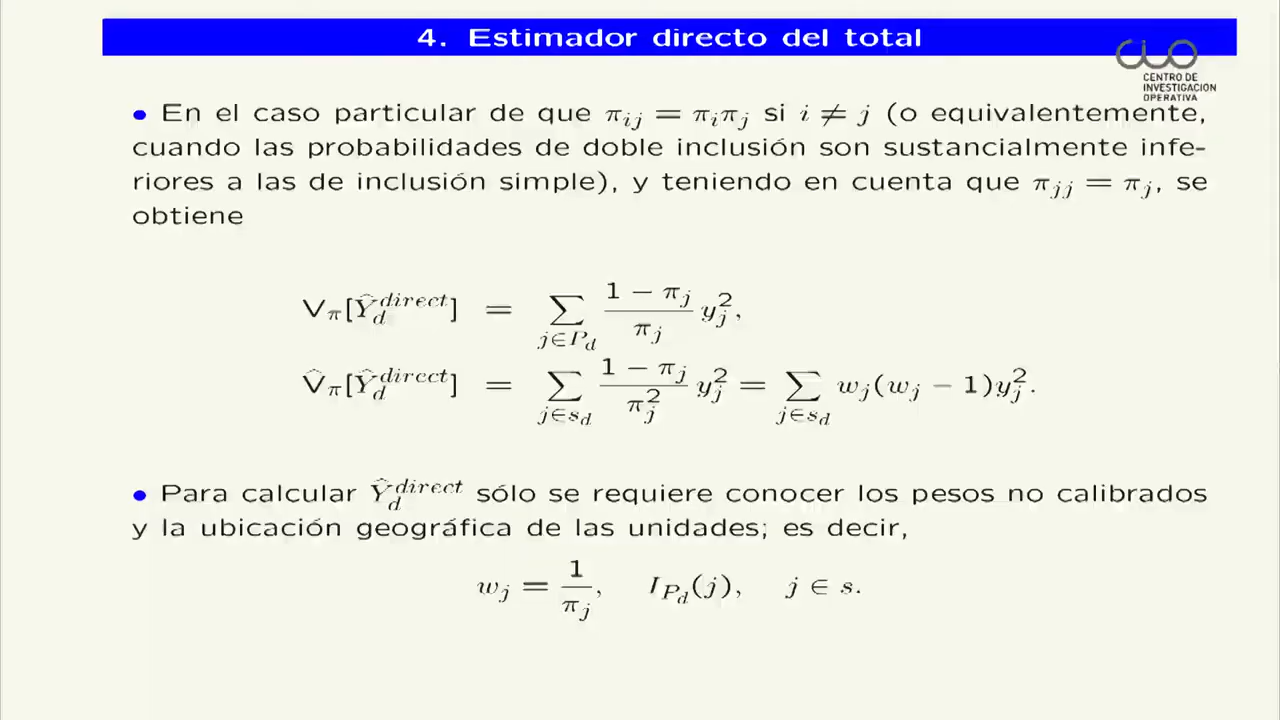 4. Estimador directo del total
CIO
CENTRO DE
INVESTIGACION
OPERATIVA
• En el caso particular de que π_{ij} = π_iπ_j si i ≠ j (o equivalentemente,
cuando las probabilidades de doble inclusión son sustancialmente infe-
riores a las de inclusión simple), y teniendo en cuenta que π_{jj} = π_j, se
obtiene
V_π[Ŷ_d^{direct}] = ∑_{j∈P_d} \frac{1 − π_j}{π_j} y_j^2,
V̂_π[Ŷ_d^{direct}] = ∑_{j∈s_d} \frac{1 − π_j}{π_j^2} y_j^2 = ∑_{j∈s_d} w_j(w_j − 1)y_j^2.
• Para calcular Ŷ_d^{direct} sólo se requiere conocer los pesos no calibrados
y la ubicación geográfica de las unidades; es decir,
w_j = \frac{1}{π_j}, I_{P_d}(j), j ∈ s.